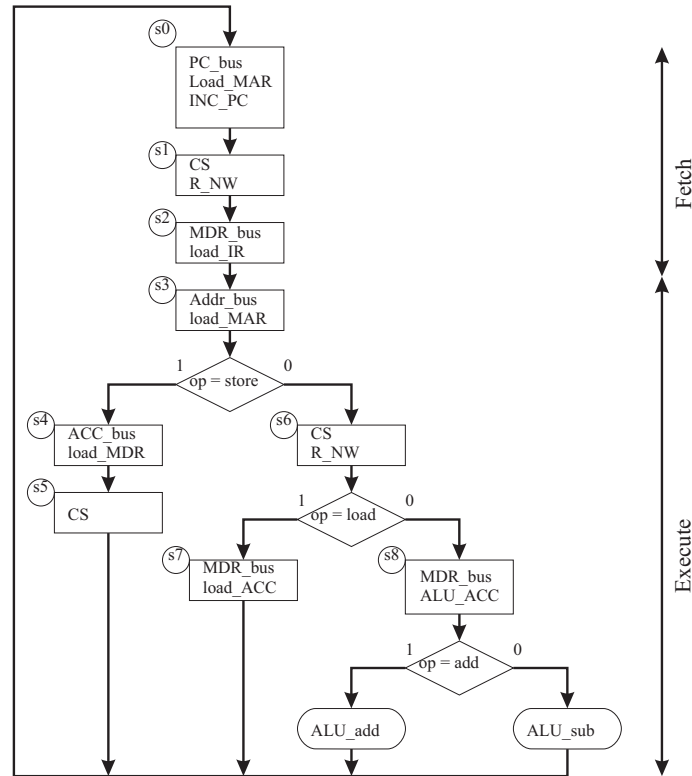 s0
PC_bus
Load_MAR
INC_PC
s1
CS
R_NW
s2
MDR_bus
load_IR
s3
Addr_bus
load_MAR
Fetch
1
op = store
0
s4
ACC_bus
load_MDR
s6
CS
R_NW
s5
CS
1
op = load
0
s7
MDR_bus
load_ACC
s8
MDR_bus
ALU_ACC
Execute
1
op = add
0
ALU_add
ALU_sub